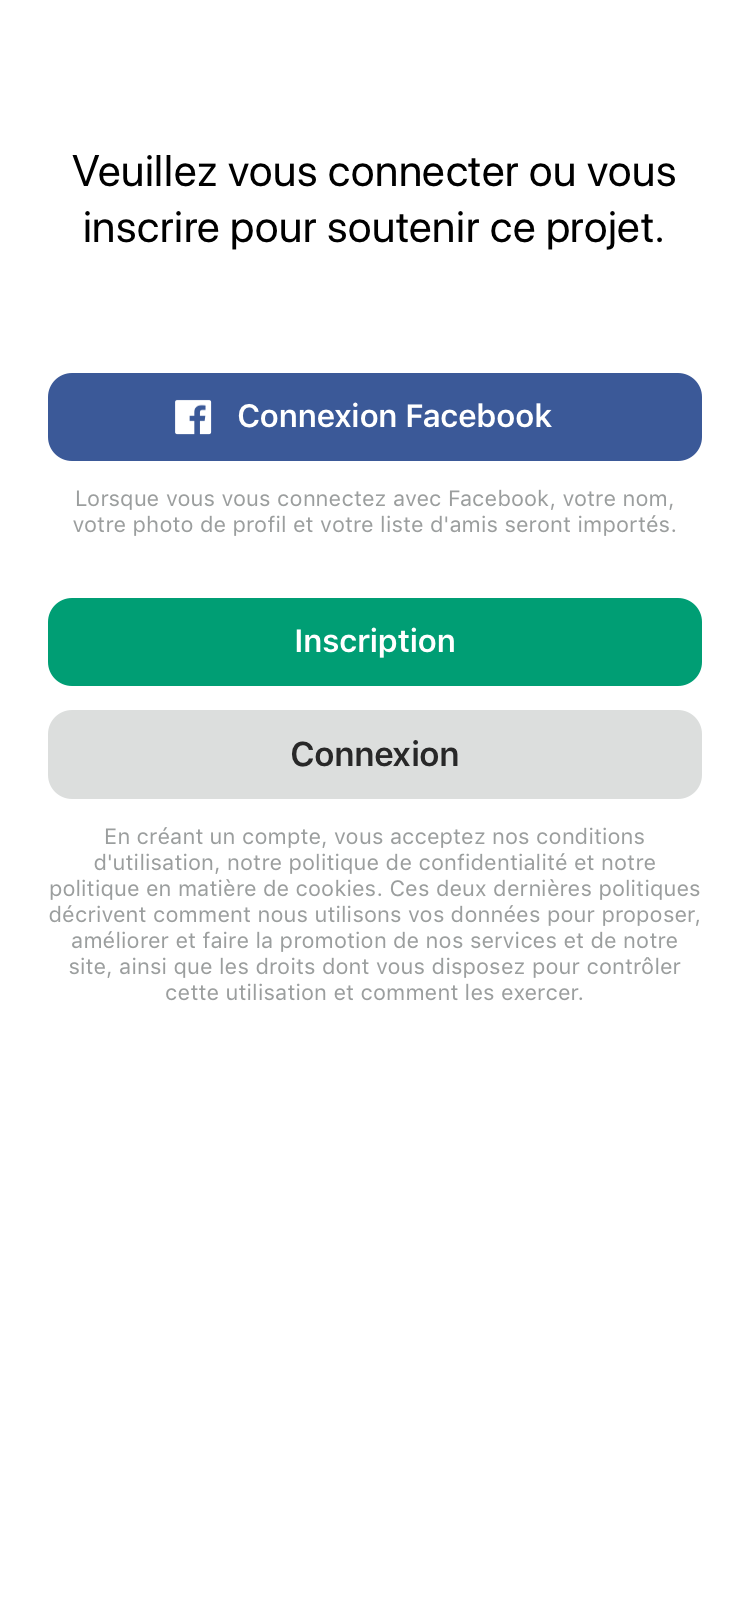 Veuillez vous connecter ou vous
inscrire pour soutenir ce projet.
Connexion Facebook
Lorsque vous vous connectez avec Facebook, votre nom,
votre photo de profil et votre liste d'amis seront importés.
Inscription
Connexion
En créant un compte, vous acceptez nos conditions
d'utilisation, notre politique de confidentialité et notre
politique en matière de cookies. Ces deux dernières politiques
décrivent comment nous utilisons vos données pour proposer,
améliorer et faire la promotion de nos services et de notre
site, ainsi que les droits dont vous disposez pour contrôler
cette utilisation et comment les exercer.